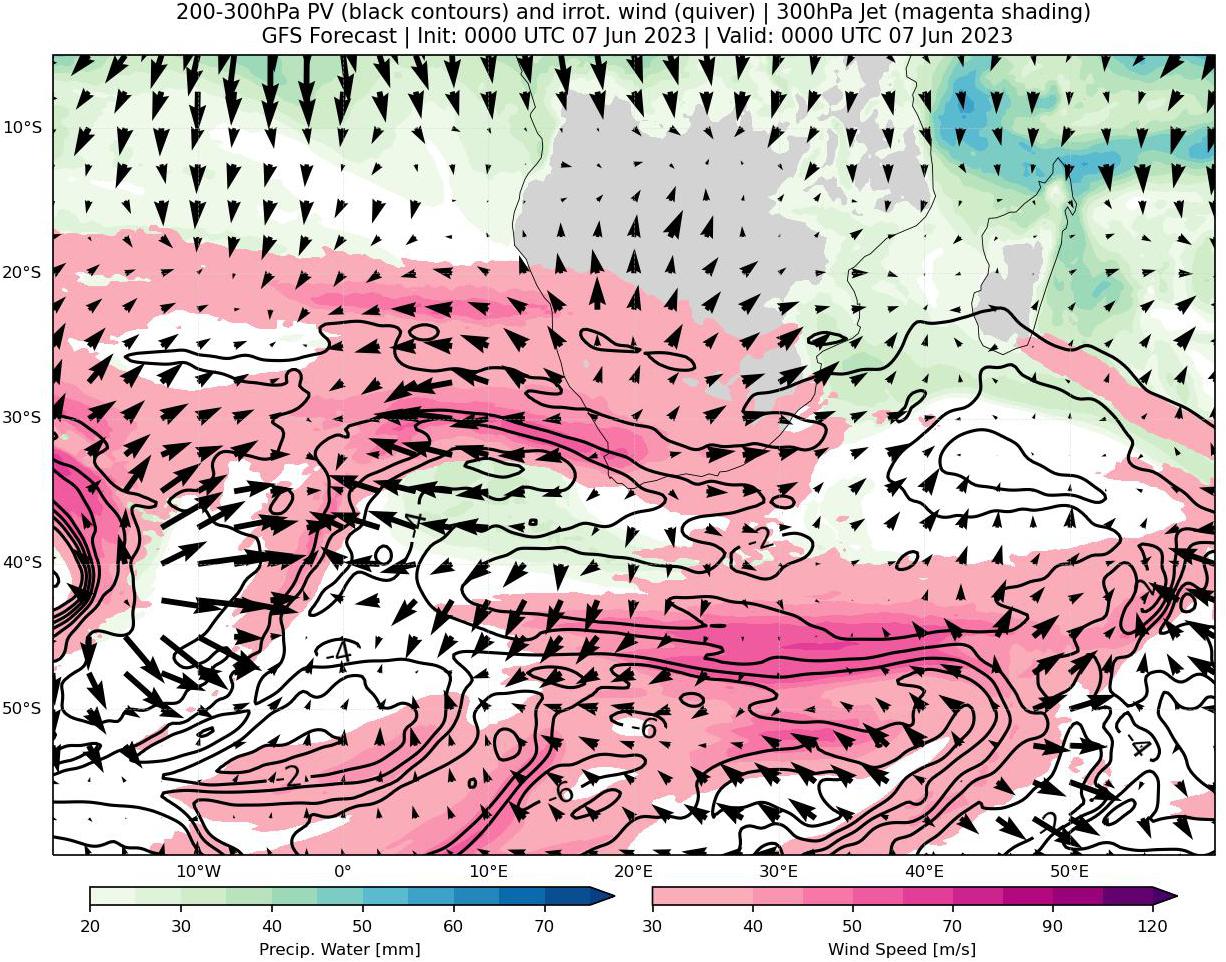 200-300hPa PV (black contours) and irrot. wind (quiver) | 300hPa Jet (magenta shading)
GFS Forecast | Init: 0000 UTC 07 Jun 2023 | Valid: 0000 UTC 07 Jun 2023
10°S
20°S
30°S
-4
-2
40°S
-4
50°S
-6
-4
-2
-6
10°W 0° 10°E 20°E 30°E 40°E 50°E
20 30 40 50 60 70
30 40 50 70 90 120
Precip. Water [mm] Wind Speed [m/s]